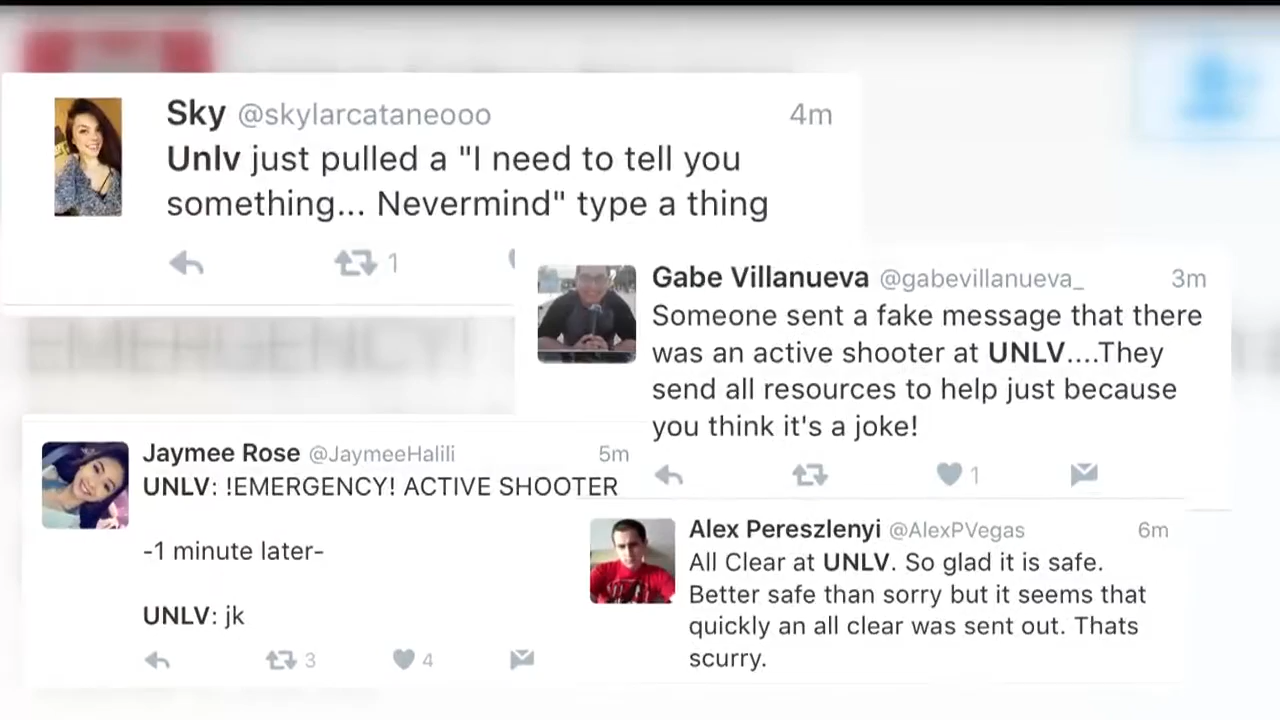 Sky @skylarcataneooo 4m
Unlv just pulled a "I need to tell you
something... Nevermind" type a thing
1
Gabe Villanueva @gabevillanueva_ 3m
Someone sent a fake message that there
was an active shooter at UNLV....They
send all resources to help just because
you think it's a joke!
1
Jaymee Rose @JaymeeHalili 5m
UNLV: !EMERGENCY! ACTIVE SHOOTER
-1 minute later-
UNLV: jk
3 4
Alex Pereszlenyi @AlexPVegas 6m
All Clear at UNLV. So glad it is safe.
Better safe than sorry but it seems that
quickly an all clear was sent out. Thats
scurry.